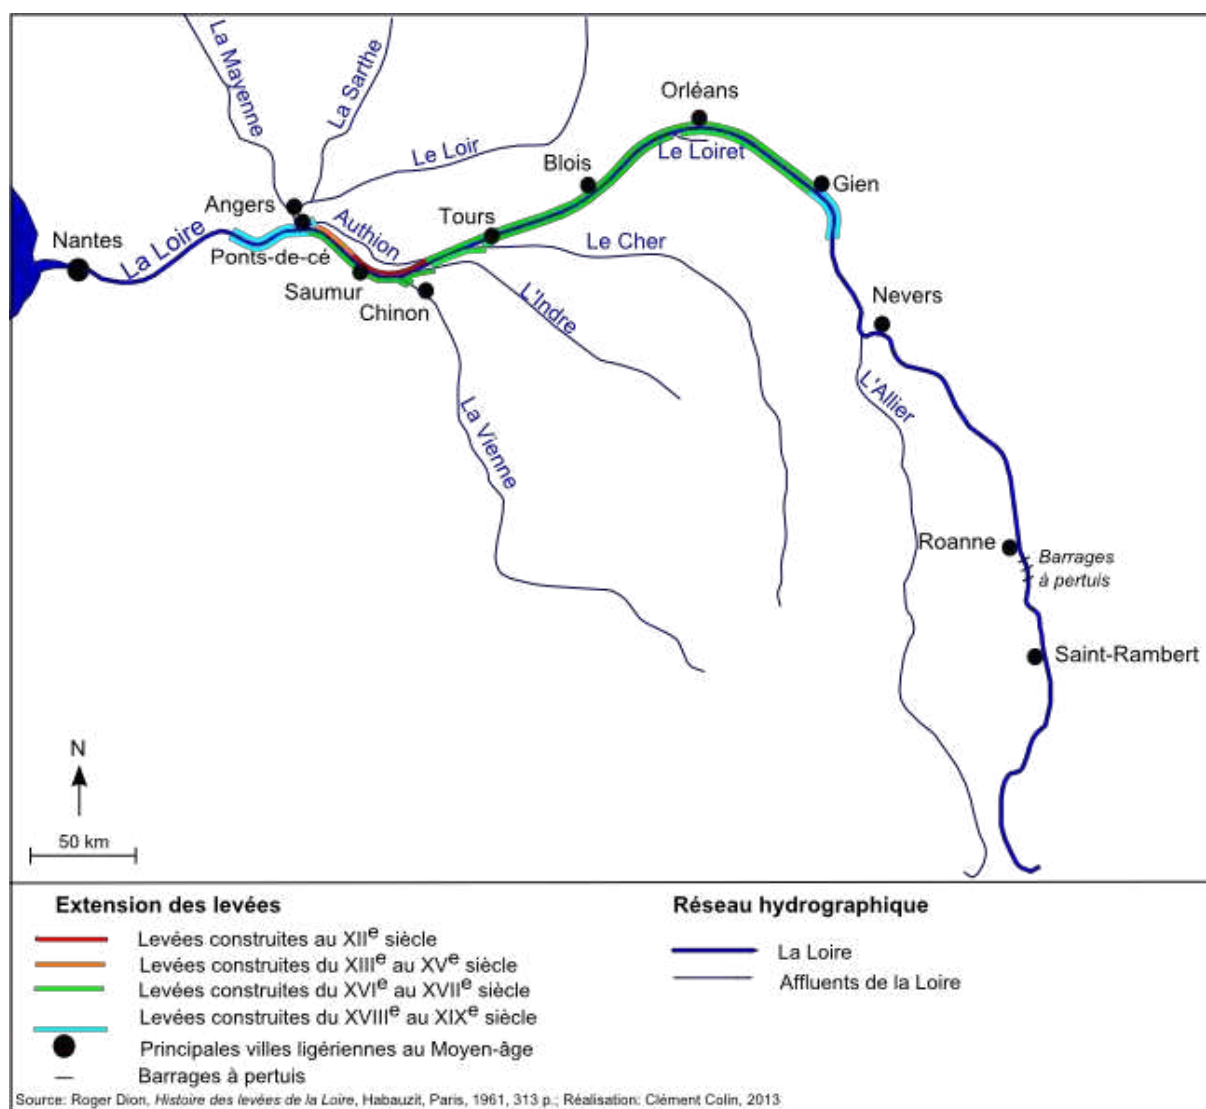 La Mayenne
La Sarthe
Le Loir
Orléans
Le Loiret
Blois
Gien
Angers
Authion
Tours
Le Cher
Nantes
La Loire
Ponts-de-cé
Saumur
Chinon
L'Indre
Nevers
L'Allier
La Vienne
Roanne
Barrages
à pertuis
Saint-Rambert
N
50 km
Extension des levées
Levées construites au XIIe siècle
Levées construites du XIIIe au XVe siècle
Levées construites du XVIe au XVIIe siècle
Levées construites du XVIIIe au XIXe siècle
Principales villes ligériennes au Moyen-âge
Barrages à pertuis
Réseau hydrographique
La Loire
Affluents de la Loire
Source: Roger Dion, Histoire des levées de la Loire, Habauzit, Paris, 1961, 313 p.; Réalisation: Clément Colin, 2013